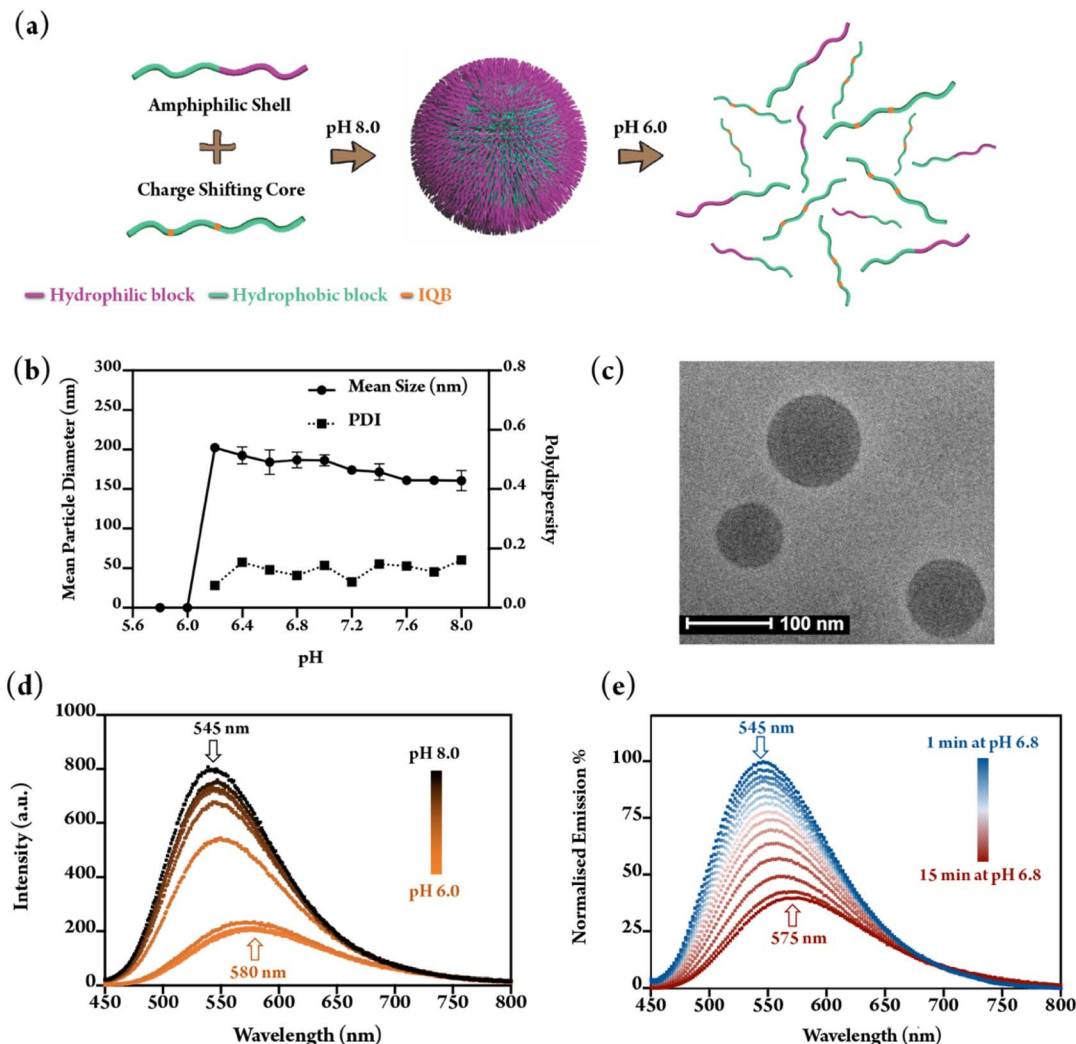 (a)
Amphiphilic Shell
Charge Shifting Core
pH 8.0
pH 6.0
Hydrophilic block Hydrophobic block IQB
(b)
Mean Particle Diameter (nm)
300
250
200
150
100
50
0
Mean Size (nm)
PDI
0.8
0.6
0.4
0.2
0.0
Polydispersity
5.6 6.0 6.4 6.8 7.2 7.6 8.0
pH
(c)
100 nm
(d)
Intensity (a.u.)
1000
800
600
400
200
0
545 nm
pH 8.0
pH 6.0
580 nm
450 500 550 600 650 700 750 800
Wavelength (nm)
(e)
Normalised Emission %
100
75
50
25
0
545 nm
1 min at pH 6.8
15 min at pH 6.8
575 nm
450 500 550 600 650 700 750 800
Wavelength (nm)